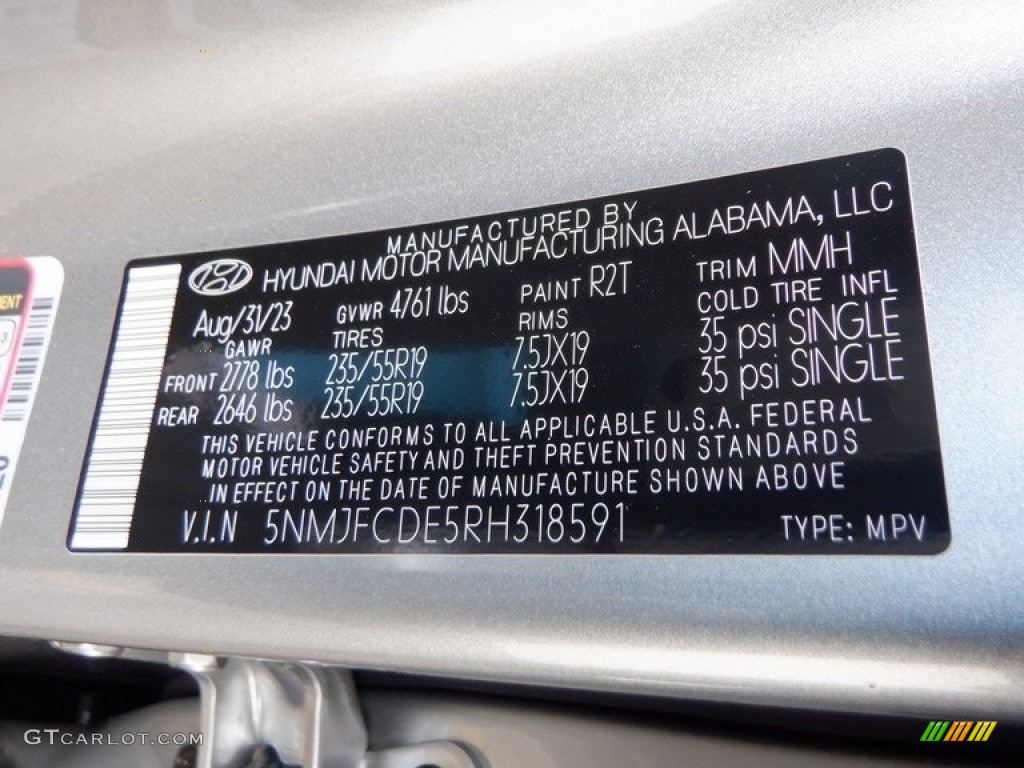 MANUFACTURED BY
HYUNDAI MOTOR MANUFACTURING ALABAMA, LLC
Aug/31/23 GVWR 4761 lbs PAINT R2T TRIM MMH
GAWR TIRES RIMS COLD TIRE INFL
FRONT 2778 lbs 235/55R19 7.5JX19 35 psi SINGLE
REAR 2646 lbs 235/55R19 7.5JX19 35 psi SINGLE
THIS VEHICLE CONFORMS TO ALL APPLICABLE U.S.A. FEDERAL
MOTOR VEHICLE SAFETY AND THEFT PREVENTION STANDARDS
IN EFFECT ON THE DATE OF MANUFACTURE SHOWN ABOVE
V.I.N 5NMJFCDE5RH318591 TYPE: MPV
GTCARLOT.COM